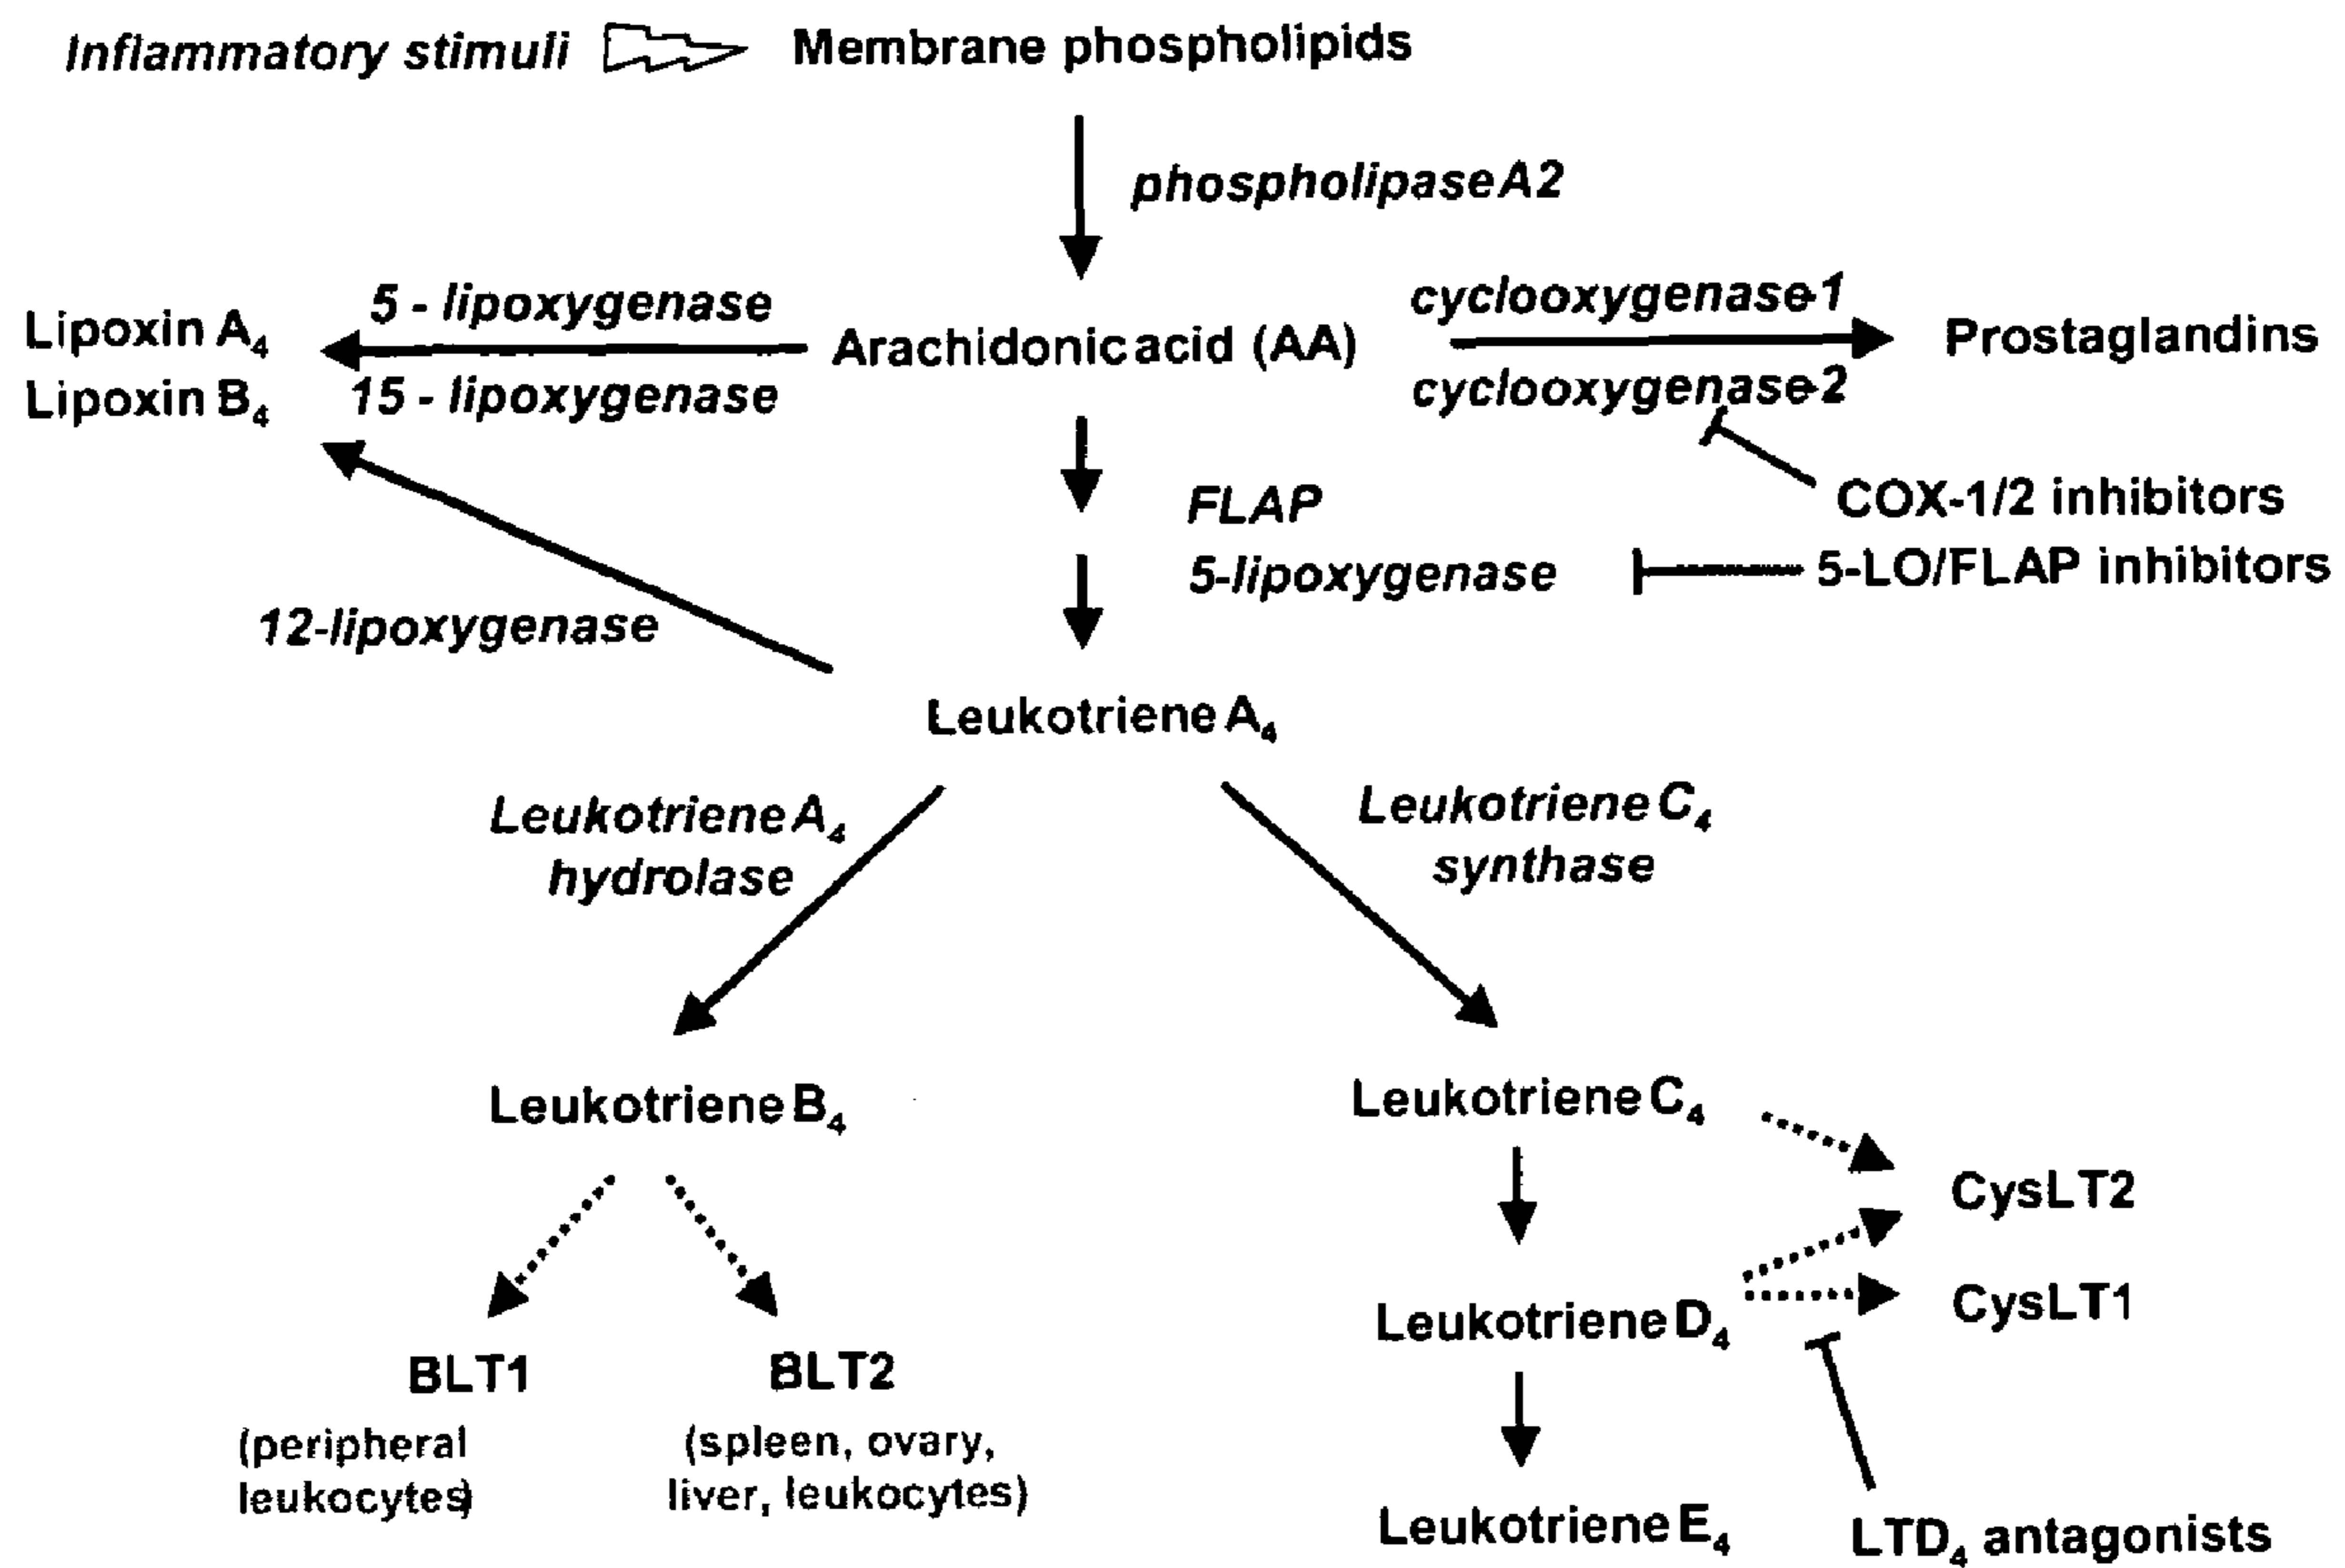 Inflammatory stimuli
Membrane phospholipids
phospholipase A2
Lipoxin A₄
Lipoxin B₄
5 - lipoxygenase
15 - lipoxygenase
Arachidonic acid (AA)
cyclooxygenase-1
cyclooxygenase-2
Prostaglandins
COX-1/2 inhibitors
FLAP
5-lipoxygenase
5-LO/FLAP inhibitors
12-lipoxygenase
Leukotriene A₄
Leukotriene A₄
hydrolase
Leukotriene C₄
synthase
Leukotriene B₄
Leukotriene C₄
CysLT2
CysLT1
Leukotriene D₄
BLT1
(peripheral
leukocytes)
BLT2
(spleen, ovary,
liver, leukocytes)
Leukotriene E₄
LTD₄ antagonists